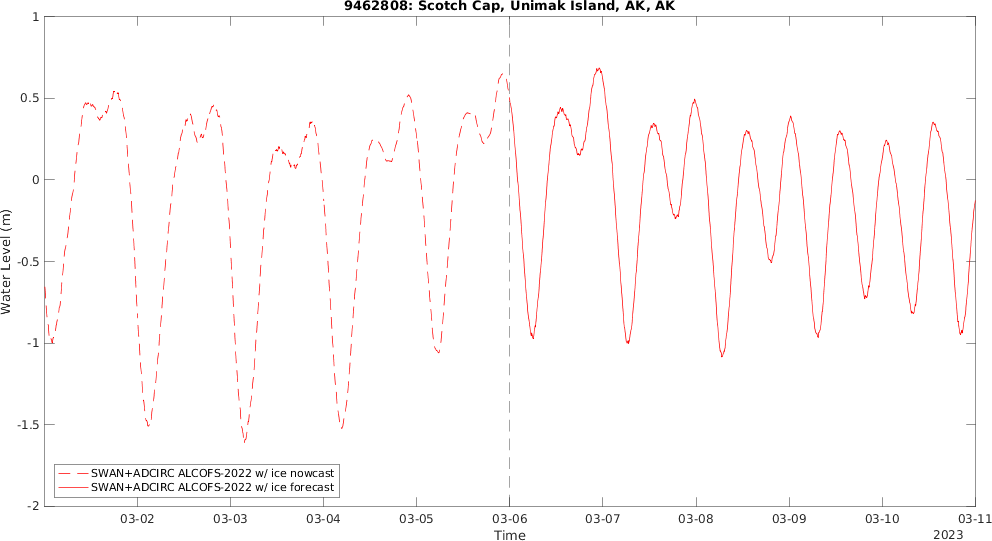 9462808: Scotch Cap, Unimak Island, AK, AK
1
0.5
0
-0.5
-1
-1.5
-2
Water Level (m)
SWAN+ADCIRC ALCOFS-2022 w/ ice nowcast
SWAN+ADCIRC ALCOFS-2022 w/ ice forecast
03-02 03-03 03-04 03-05 03-06 03-07 03-08 03-09 03-10 03-11
Time
2023